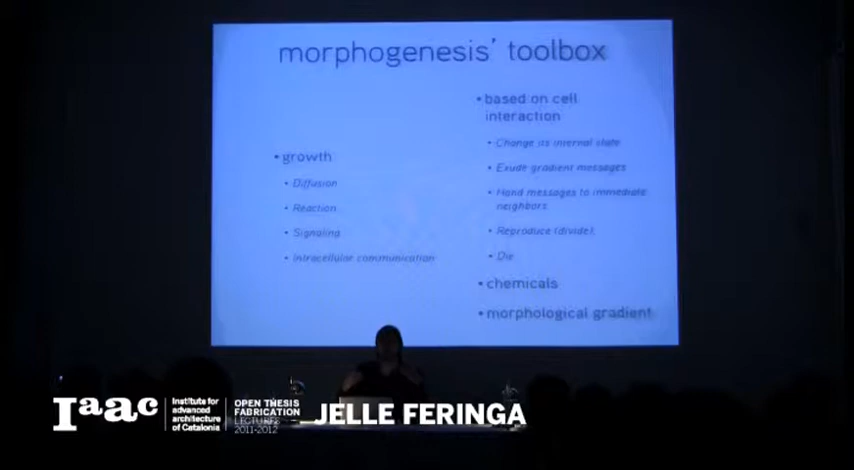 morphogenesis' toolbox
• growth
• Diffusion
• Reaction
• Signaling
• Intracellular communication
• based on cell
interaction
• Change its internal state
• Exude gradient messages
• Hand messages to immediate
neighbors
• Reproduce (divide),
• Die
• chemicals
• morphological gradient
Iaac
Institute for
advanced
architecture
of Catalonia
OPEN THESIS
FABRICATION
LECTURES
2011-2012
JELLE FERINGA